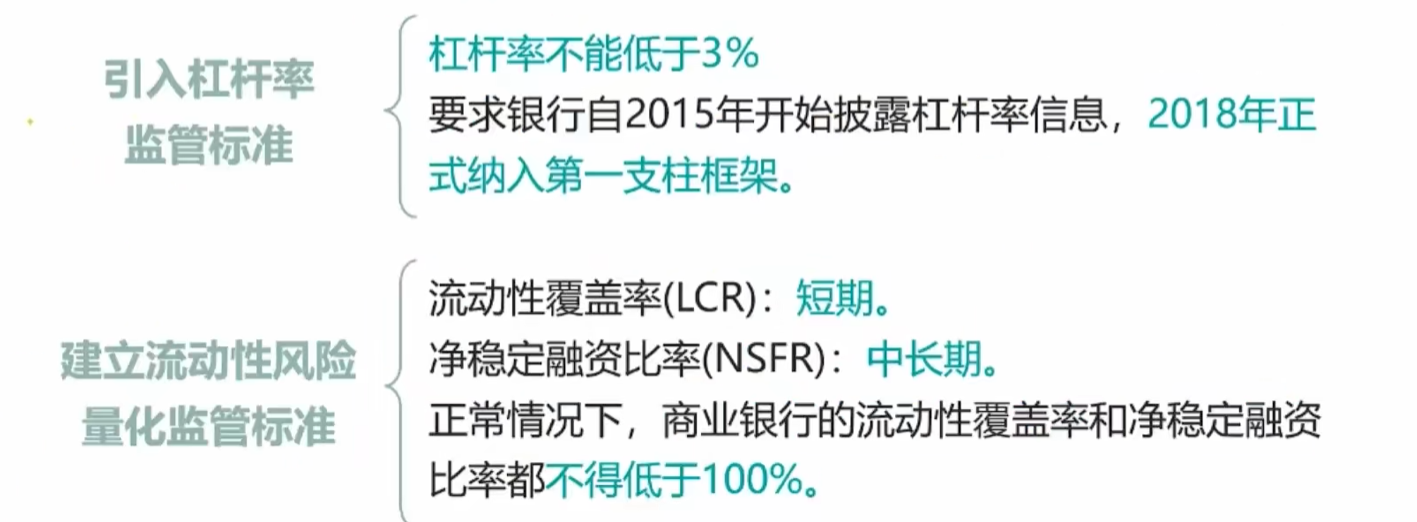 引入杠杆率
监管标准
杠杆率不能低于3%
要求银行自2015年开始披露杠杆率信息，2018年正
式纳入第一支柱框架。
建立流动性风险
量化监管标准
流动性覆盖率(LCR)：短期。
净稳定融资比率(NSFR)：中长期。
正常情况下，商业银行的流动性覆盖率和净稳定融资
比率都不得低于100%。